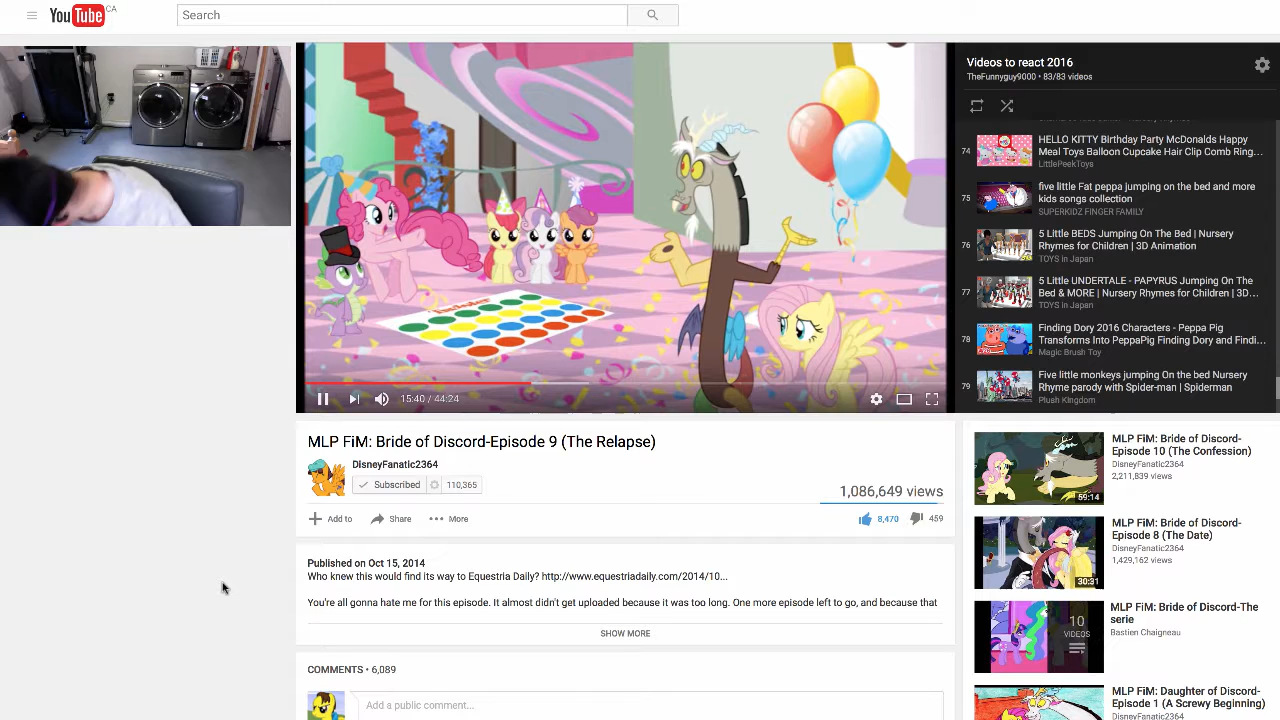 YouTube CA
Search
Videos to react 2016
TheFunnyguy9000 • 83/83 videos
74
HELLO KITTY Birthday Party McDonalds Happy
Meal Toys Balloon Cupcake Hair Clip Comb Ring...
LittlePeekToys
75
five little Fat peppa jumping on the bed and more
kids songs collection
SUPERKIDZ FINGER FAMILY
76
5 Little BEDS Jumping On The Bed | Nursery
Rhymes for Children | 3D Animation
TOYS in Japan
77
5 Little UNDERTALE - PAPYRUS Jumping On The
Bed & MORE | Nursery Rhymes for Children | 3D...
TOYS in Japan
78
Finding Dory 2016 Characters - Peppa Pig
Transforms Into PeppaPig Finding Dory and Findi...
Magic Brush Toy
79
Five little monkeys jumping On the bed Nursery
Rhyme parody with Spider-man | Spiderman
Plush Kingdom
15:40 / 44:24
MLP FiM: Bride of Discord-Episode 9 (The Relapse)
DisneyFanatic2364
Subscribed 110,365
1,086,649 views
Add to Share More
8,470 459
Published on Oct 15, 2014
Who knew this would find its way to Equestria Daily? http://www.equestriadaily.com/2014/10...
You're all gonna hate me for this episode. It almost didn't get uploaded because it was too long. One more episode left to go, and because that
SHOW MORE
COMMENTS • 6,089
Add a public comment...
MLP FiM: Bride of Discord-
Episode 10 (The Confession)
DisneyFanatic2364
2,211,839 views
59:14
MLP FiM: Bride of Discord-
Episode 8 (The Date)
DisneyFanatic2364
1,429,162 views
30:31
MLP FiM: Bride of Discord-The
serie
Bastien Chaigneau
10
VIDEOS
MLP FiM: Daughter of Discord-
Episode 1 (A Screwy Beginning)
DisneyFanatic2364